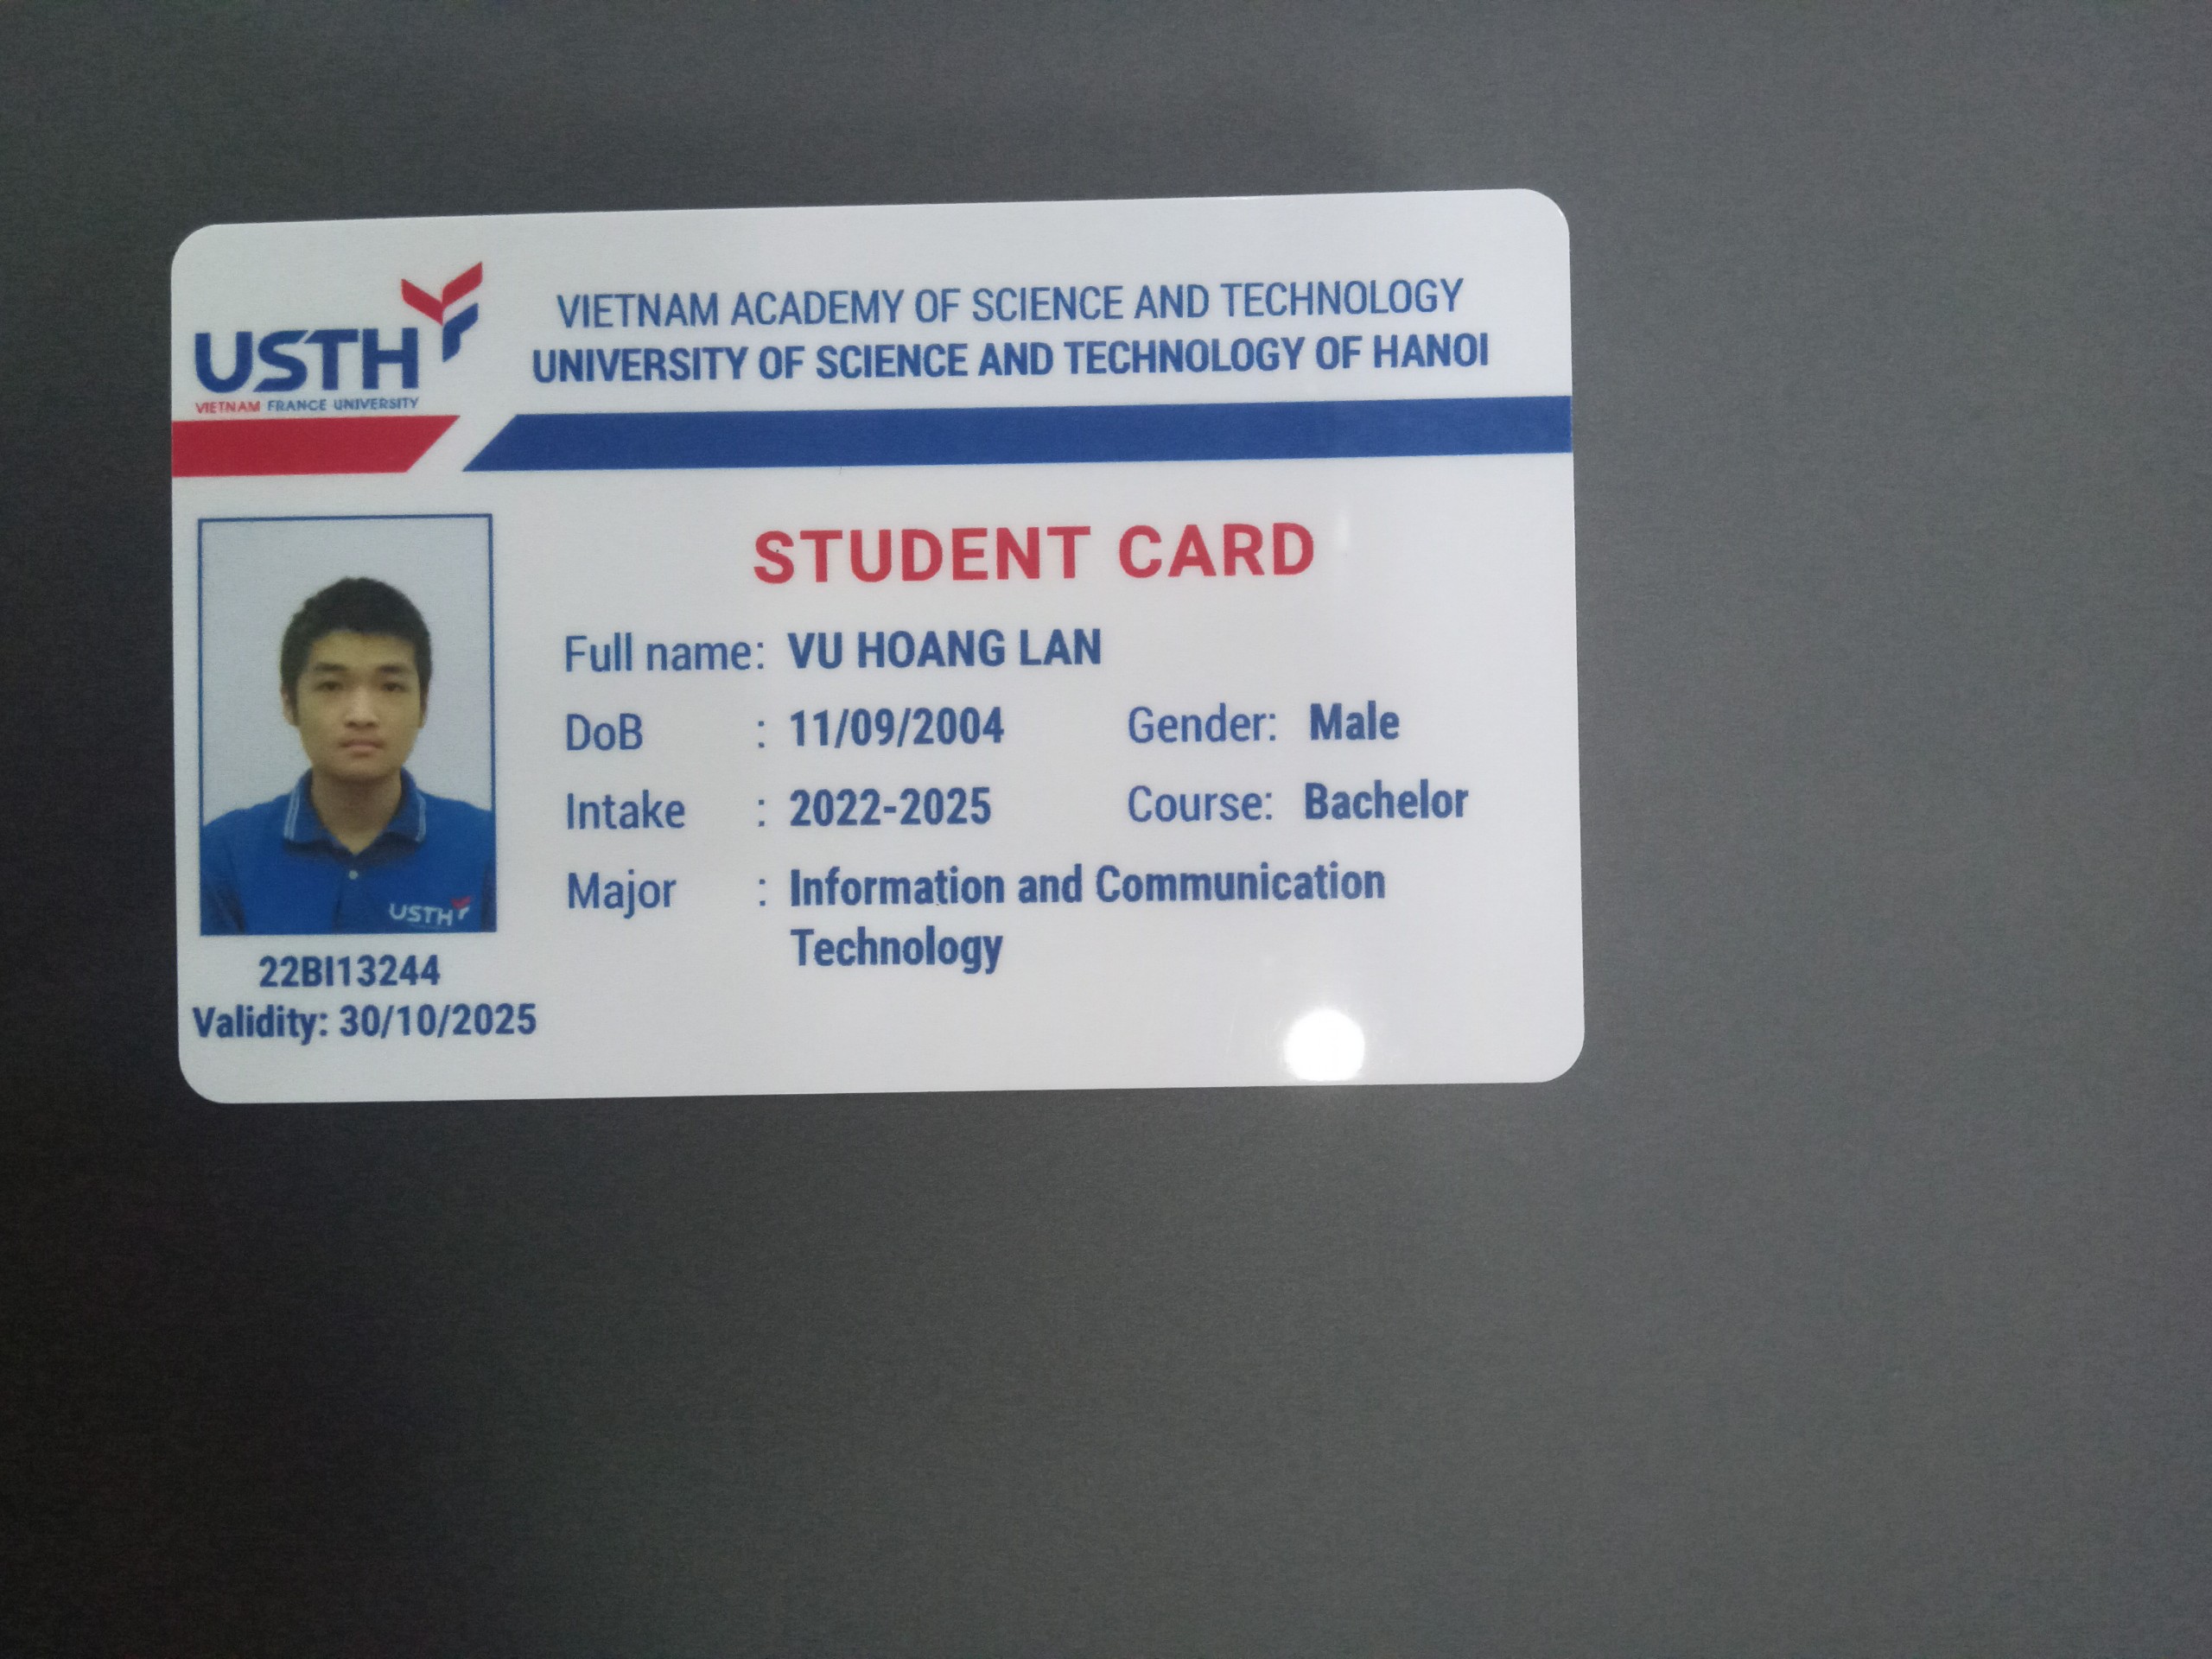 USTH
VIETNAM FRANCE UNIVERSITY
VIETNAM ACADEMY OF SCIENCE AND TECHNOLOGY
UNIVERSITY OF SCIENCE AND TECHNOLOGY OF HANOI
STUDENT CARD
Full name: VU HOANG LAN
DoB : 11/09/2004 Gender: Male
Intake : 2022-2025 Course: Bachelor
Major : Information and Communication
Technology
USTH
22BI13244
Validity: 30/10/2025